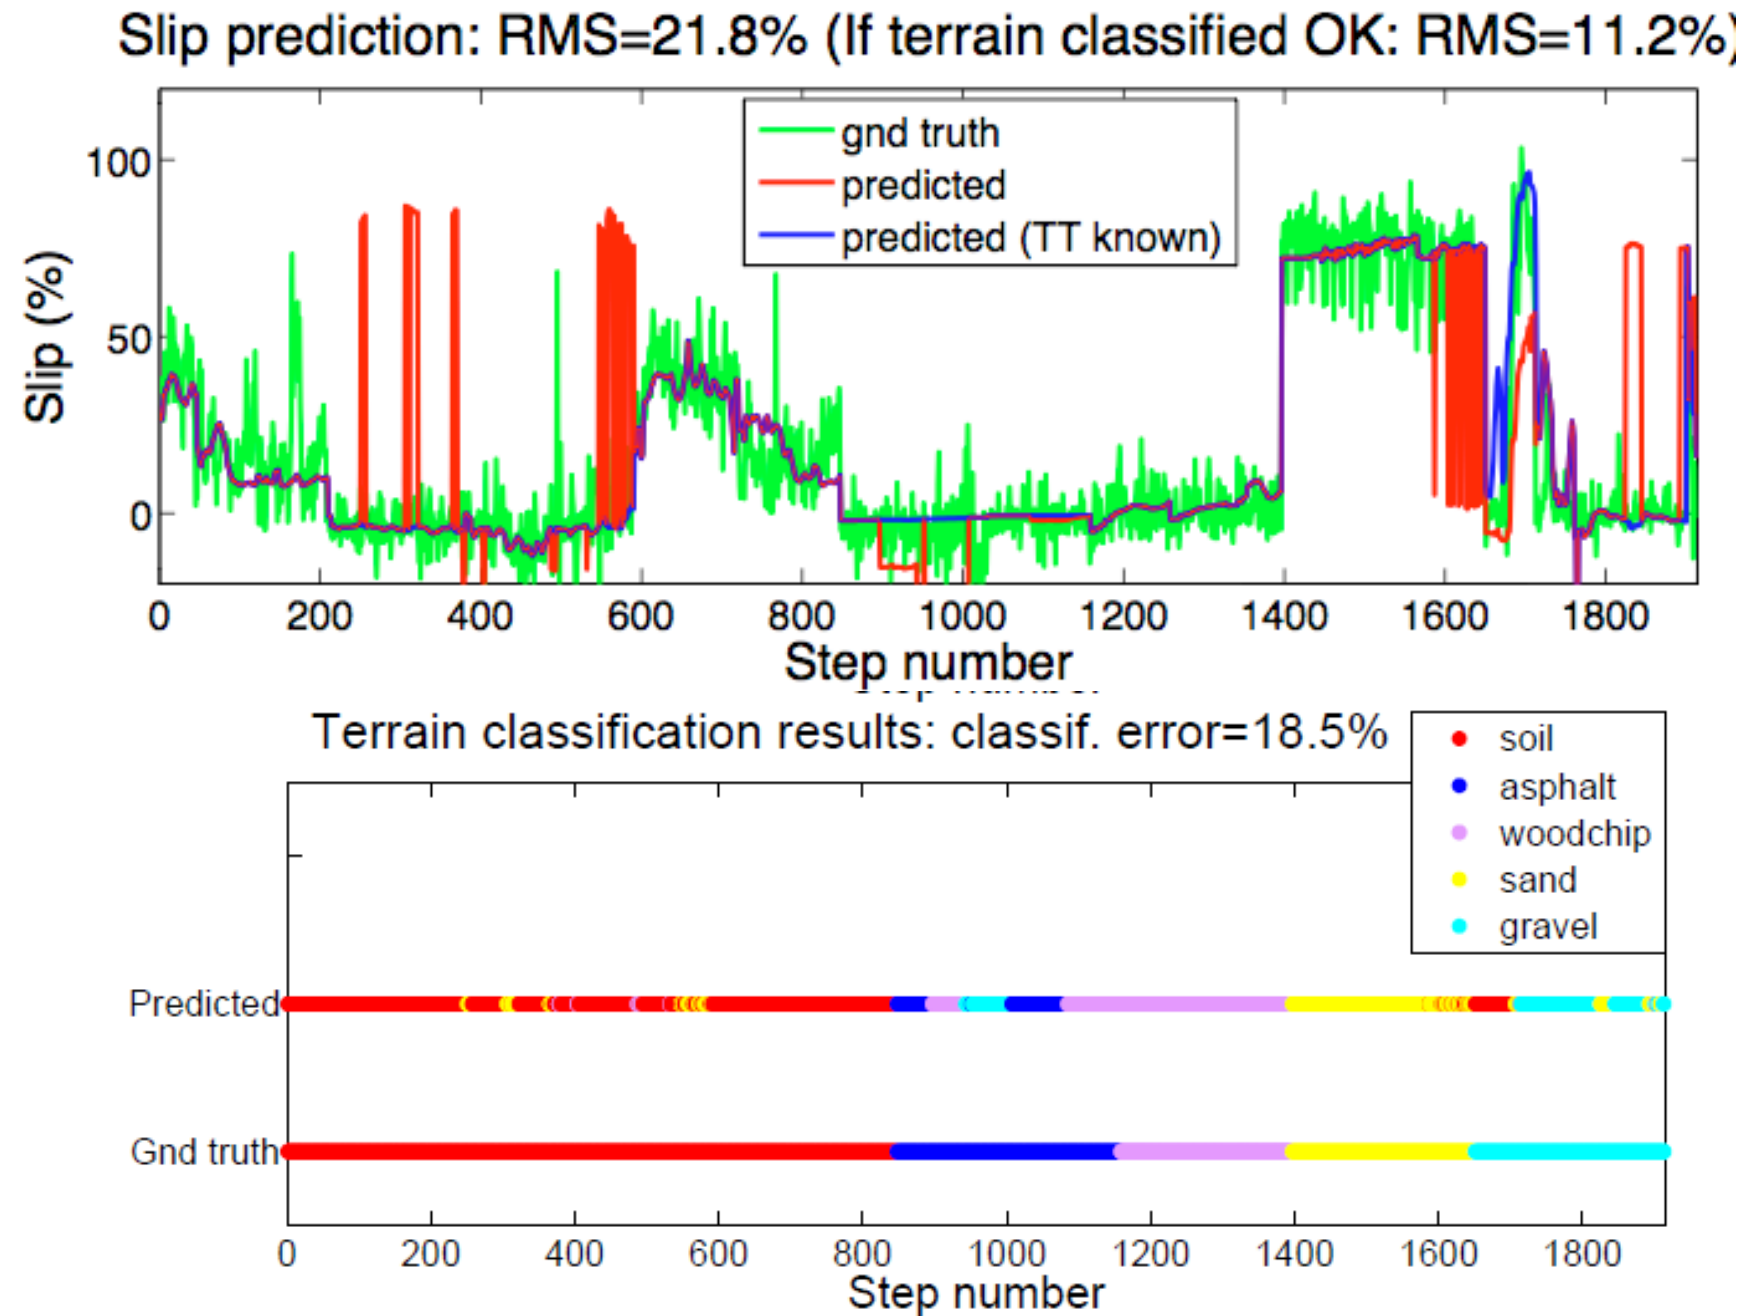 Slip prediction: RMS=21.8% (If terrain classified OK: RMS=11.2%)
gnd truth
predicted
predicted (TT known)
Slip (%)
100
50
0
0 200 400 600 800 1000 1200 1400 1600 1800
Step number
Terrain classification results: classif. error=18.5%
soil
asphalt
woodchip
sand
gravel
Predicted
Gnd truth
0 200 400 600 800 1000 1200 1400 1600 1800
Step number